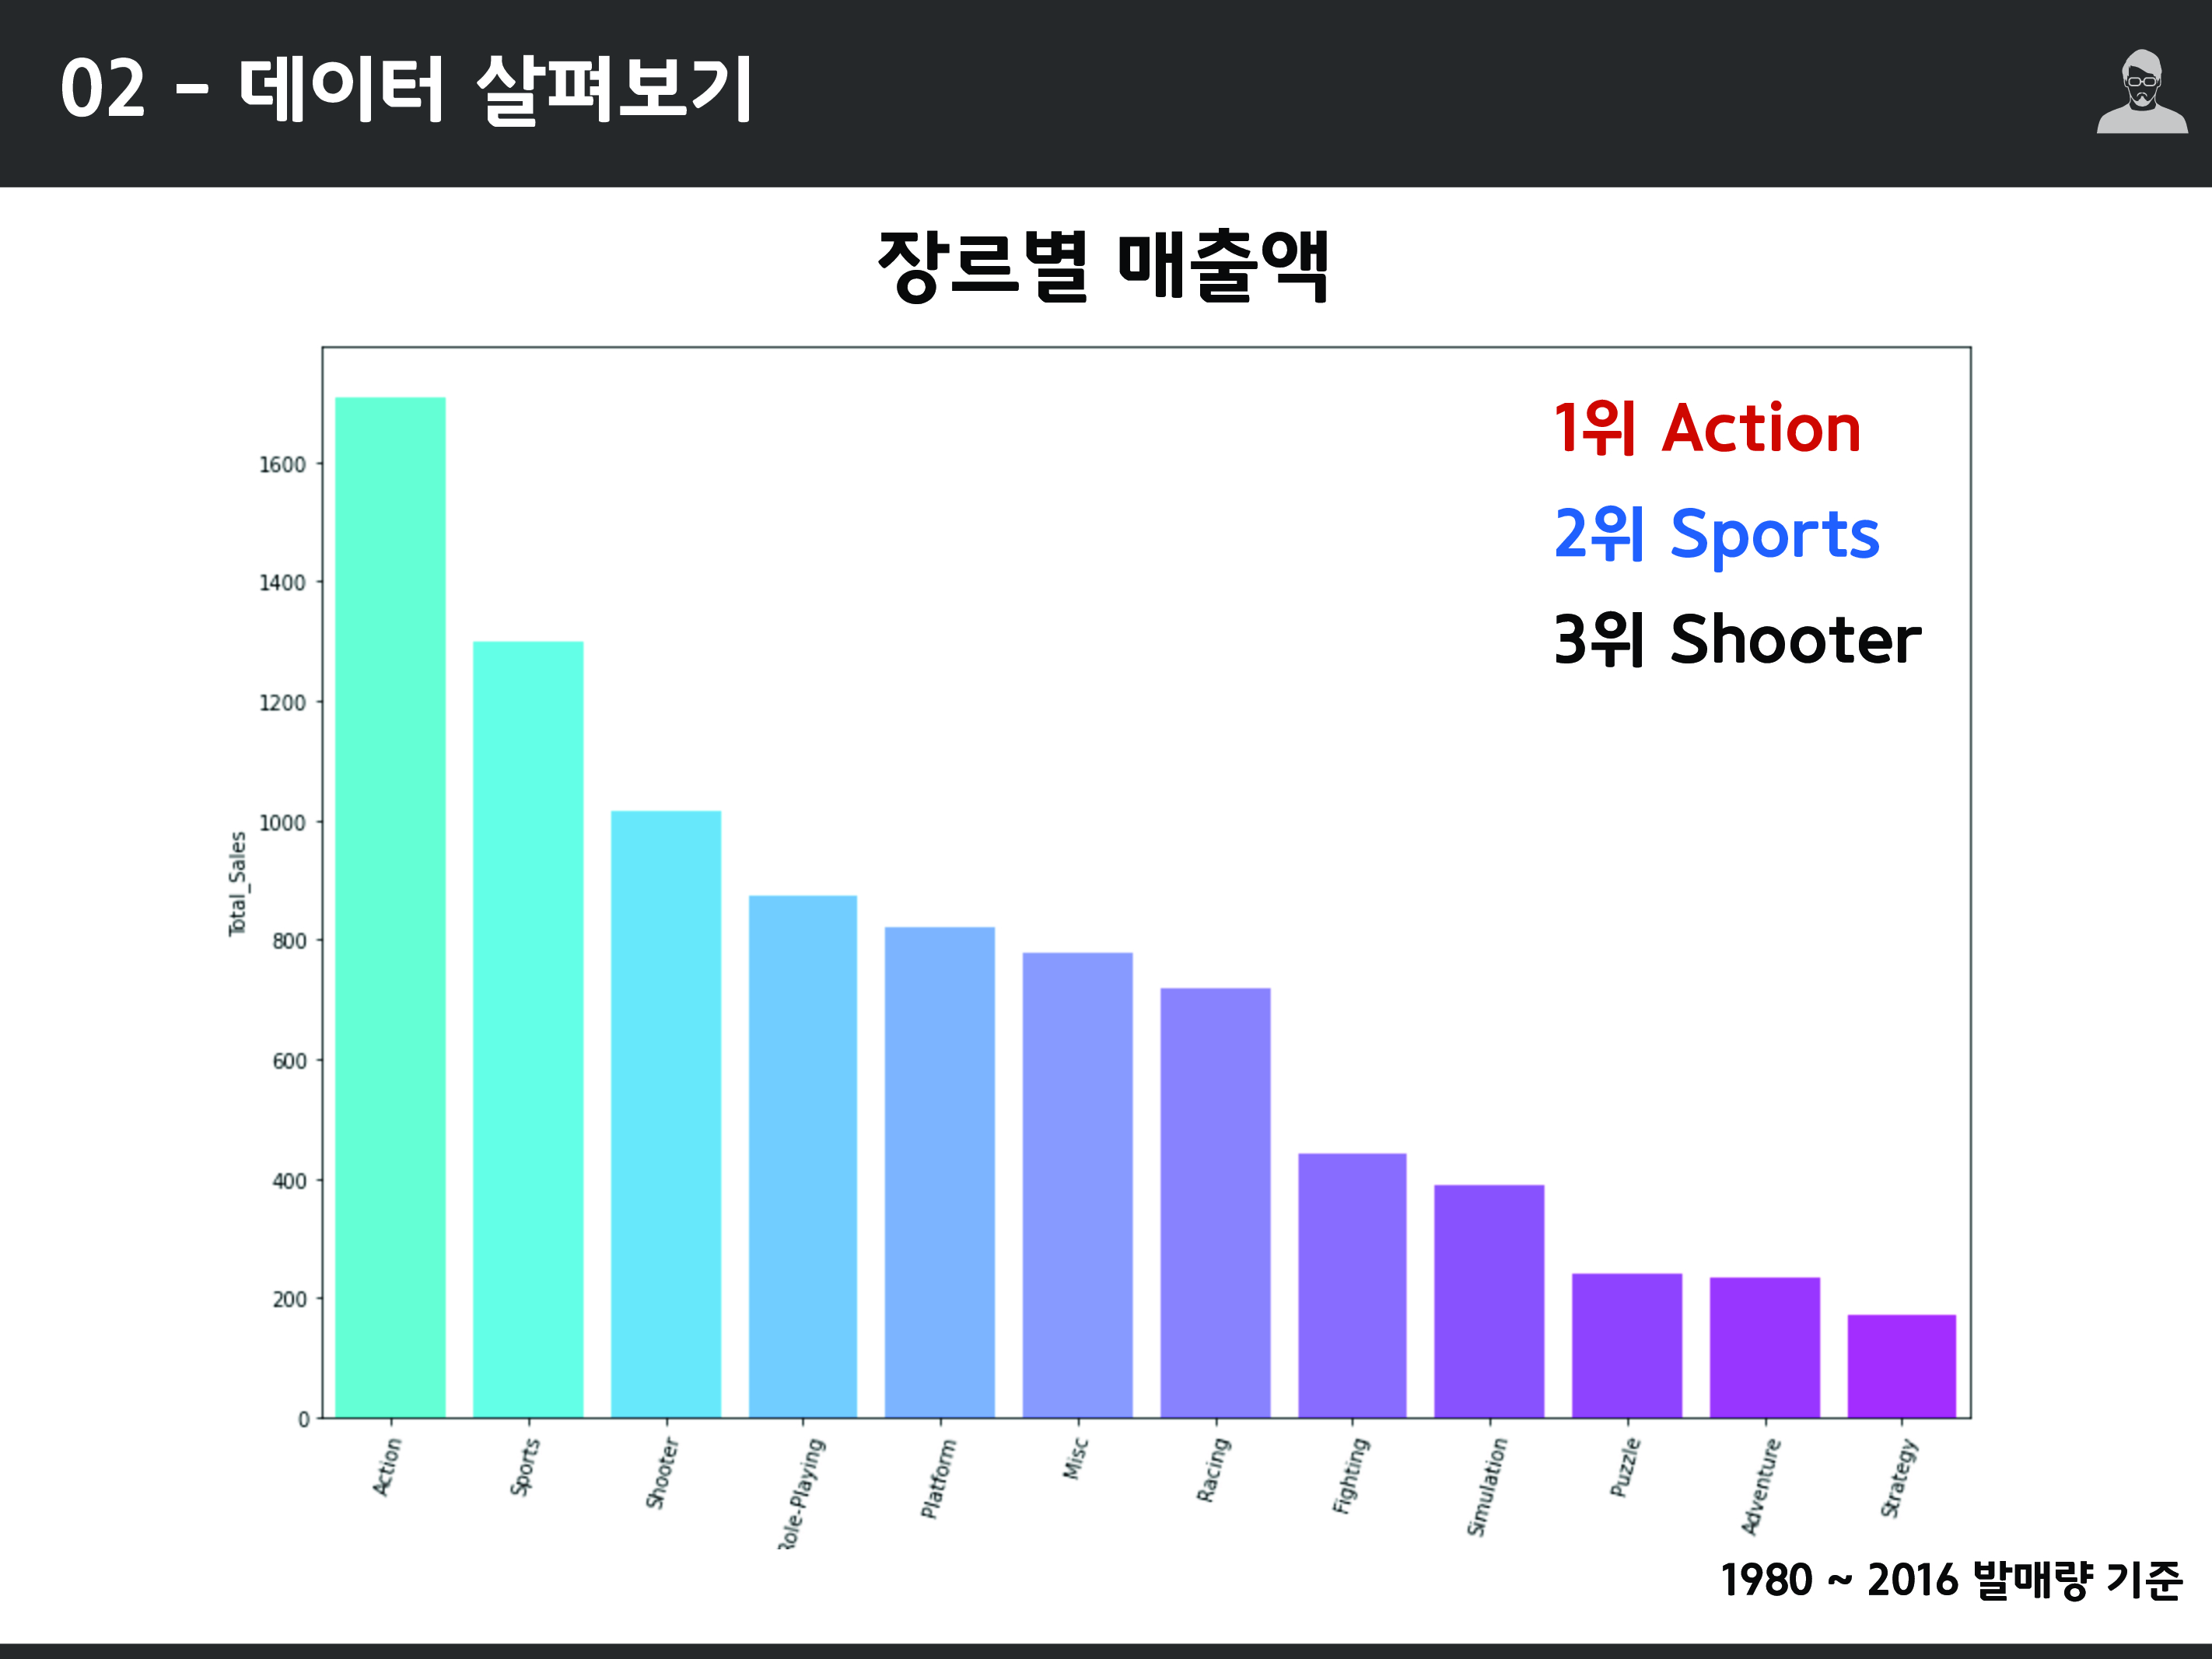 02 - 데이터 살펴보기
장르별 매출액
1위 Action
2위 Sports
3위 Shooter
Total_Sales
1600
1400
1200
1000
800
600
400
200
0
Action
Sports
Shooter
Role-Playing
Platform
Misc
Racing
Fighting
Simulation
Puzzle
Adventure
Strategy
1980 ~ 2016 발매량 기준